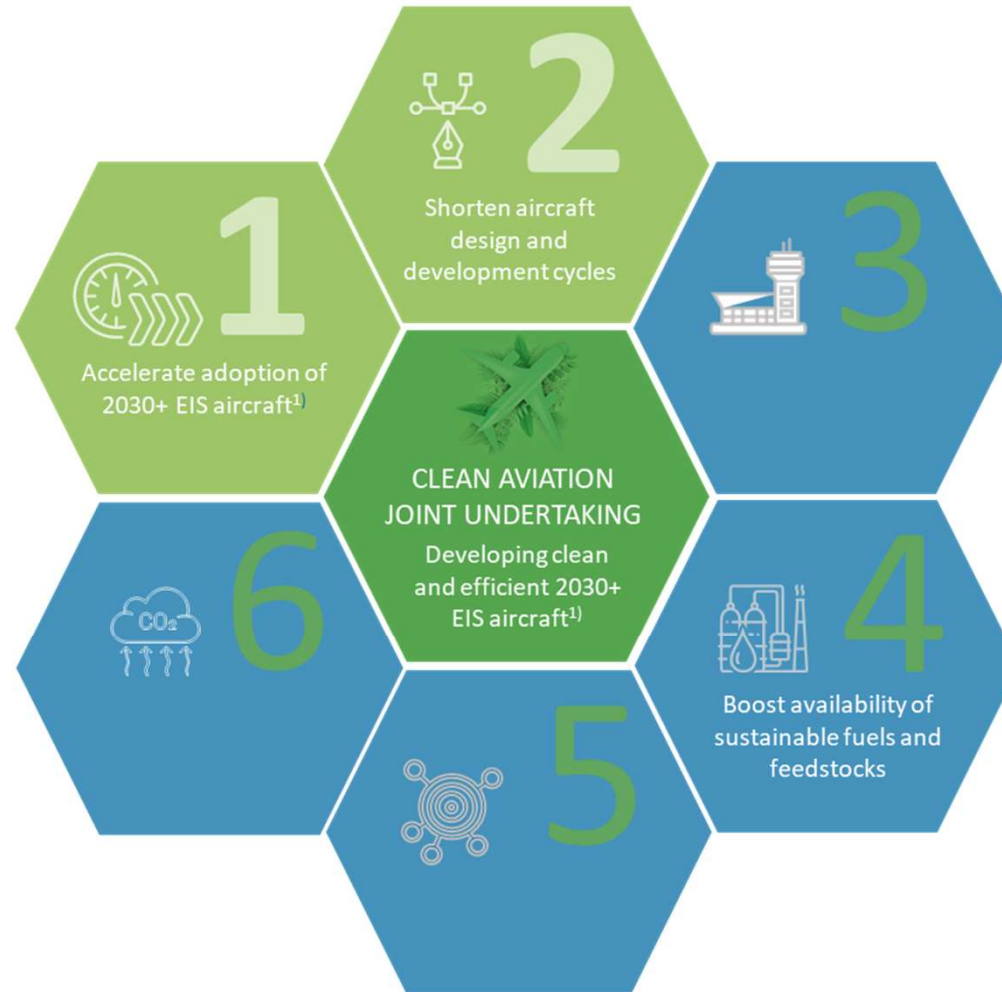 1
Accelerate adoption of
2030+ EIS aircraft¹⁾
2
Shorten aircraft
design and
development cycles
3
CLEAN AVIATION
JOINT UNDERTAKING
Developing clean
and efficient 2030+
EIS aircraft¹⁾
4
Boost availability of
sustainable fuels and
feedstocks
5
6
CO₂